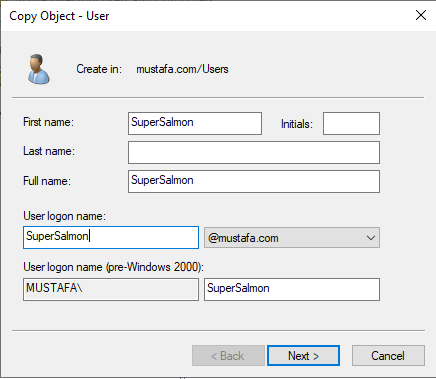 Copy Object - User
Create in: mustafa.com/Users
First name: SuperSalmon Initials:
Last name:
Full name: SuperSalmon
User logon name:
SuperSalmon @mustafa.com
User logon name (pre-Windows 2000):
MUSTAFA\ SuperSalmon
< Back Next > Cancel